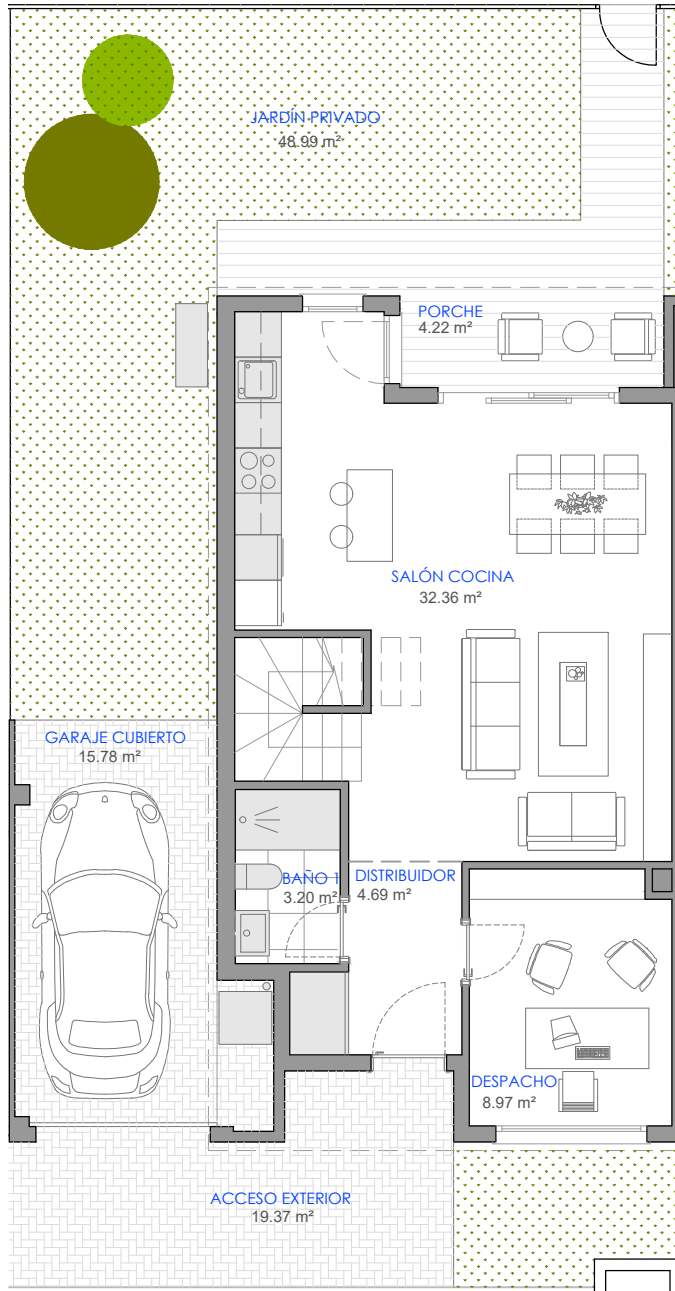 JARDÍN PRIVADO
48.99 m²
PORCHE
4.22 m²
SALÓN COCINA
32.36 m²
GARAJE CUBIERTO
15.78 m²
BAÑO 1
3.20 m²
DISTRIBUIDOR
4.69 m²
DESPACHO
8.97 m²
ACCESO EXTERIOR
19.37 m²